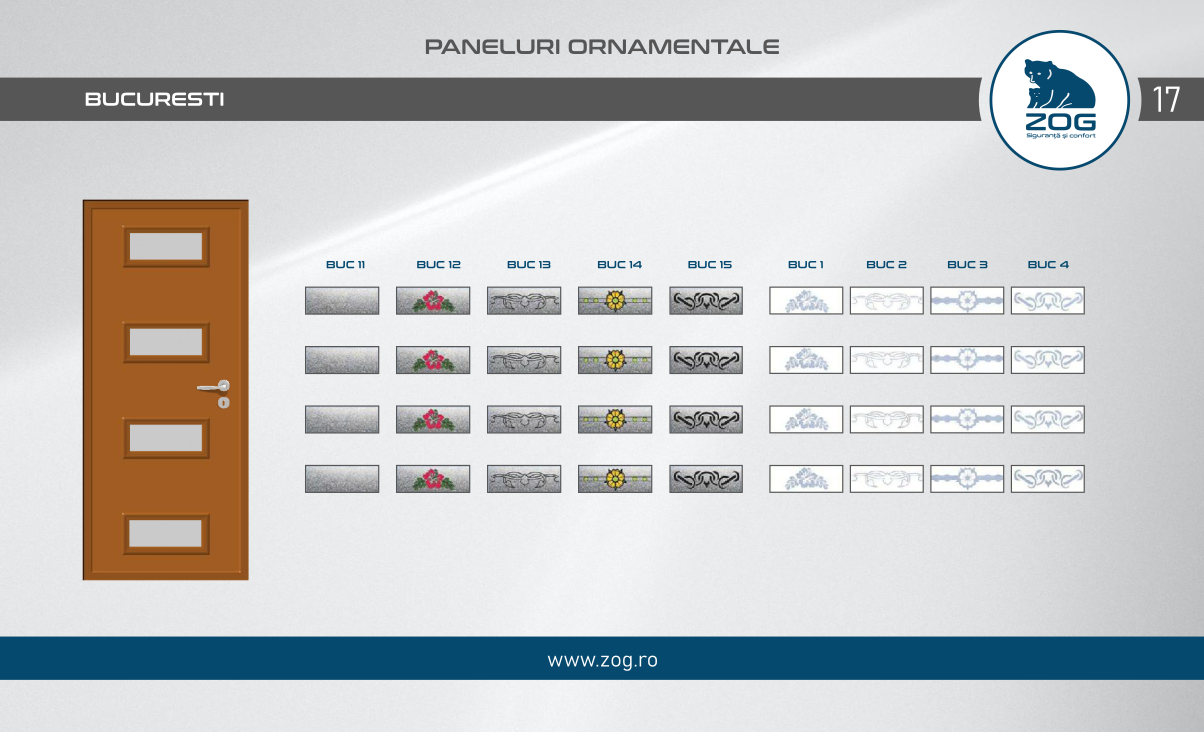 PANELURI ORNAMENTALE
BUCURESTI
ZOG
Siguranță și confort
17
BUC 11 BUC 12 BUC 13 BUC 14 BUC 15 BUC 1 BUC 2 BUC 3 BUC 4
www.zog.ro